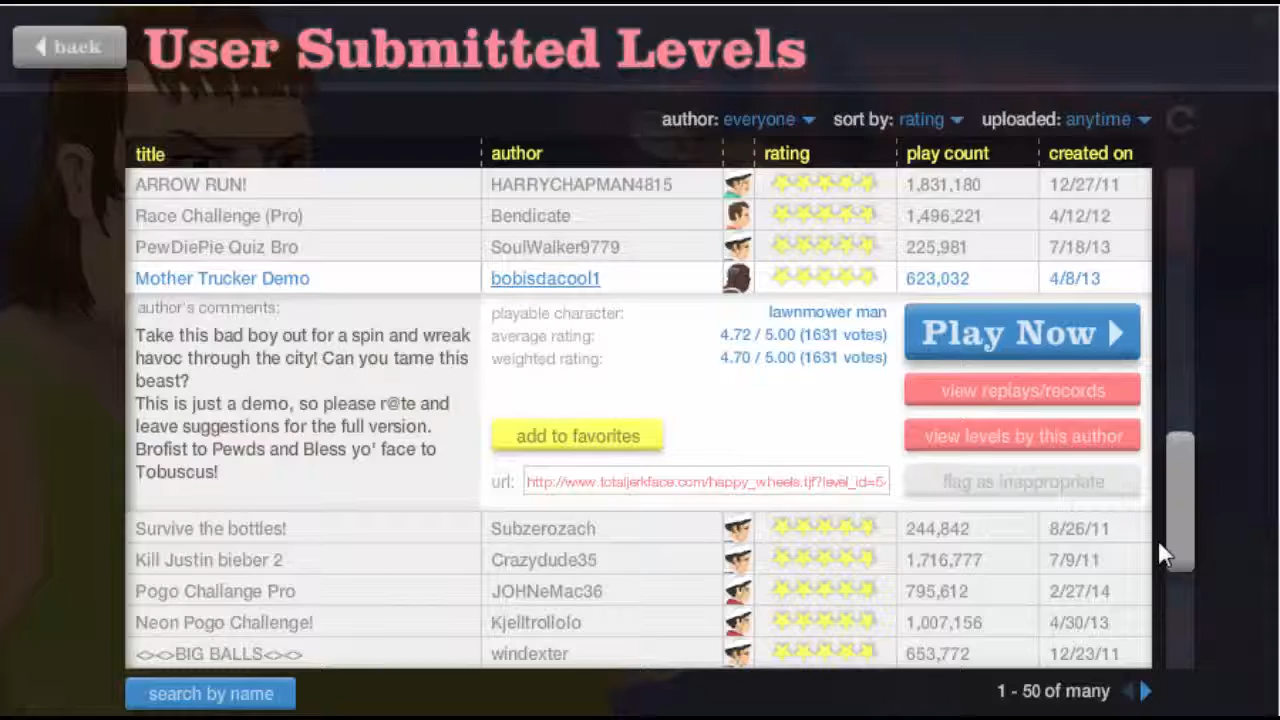 back
User Submitted Levels
author: everyone sort by: rating uploaded: anytime
title author rating play count created on
ARROW RUN! HARRYCHAPMAN4815 1,831,180 12/27/11
Race Challenge (Pro) Bendicate 1,496,221 4/12/12
PewDiePie Quiz Bro SoulWalker9779 225,981 7/18/13
Mother Trucker Demo bobisdacool1 623,032 4/8/13
author's comments:
Take this bad boy out for a spin and wreak
havoc through the city! Can you tame this
beast?
This is just a demo, so please r@te and
leave suggestions for the full version.
Brofist to Pewds and Bless yo' face to
Tobuscus!
playable character: lawnmower man
average rating: 4.72 / 5.00 (1631 votes)
weighted rating: 4.70 / 5.00 (1631 votes)
add to favorites
url: http://www.totaljerkface.com/happy_wheels.tjf?level_id=5
Play Now
view replays/records
view levels by this author
flag as inappropriate
Survive the bottles! Subzerozach 244,842 8/26/11
Kill Justin bieber 2 Crazydude35 1,716,777 7/9/11
Pogo Challange Pro JOHNeMac36 795,612 2/27/14
Neon Pogo Challenge! Kjelltrollolo 1,007,156 4/30/13
<><>BIG BALLS<><> windexter 653,772 12/23/11
search by name
1 - 50 of many